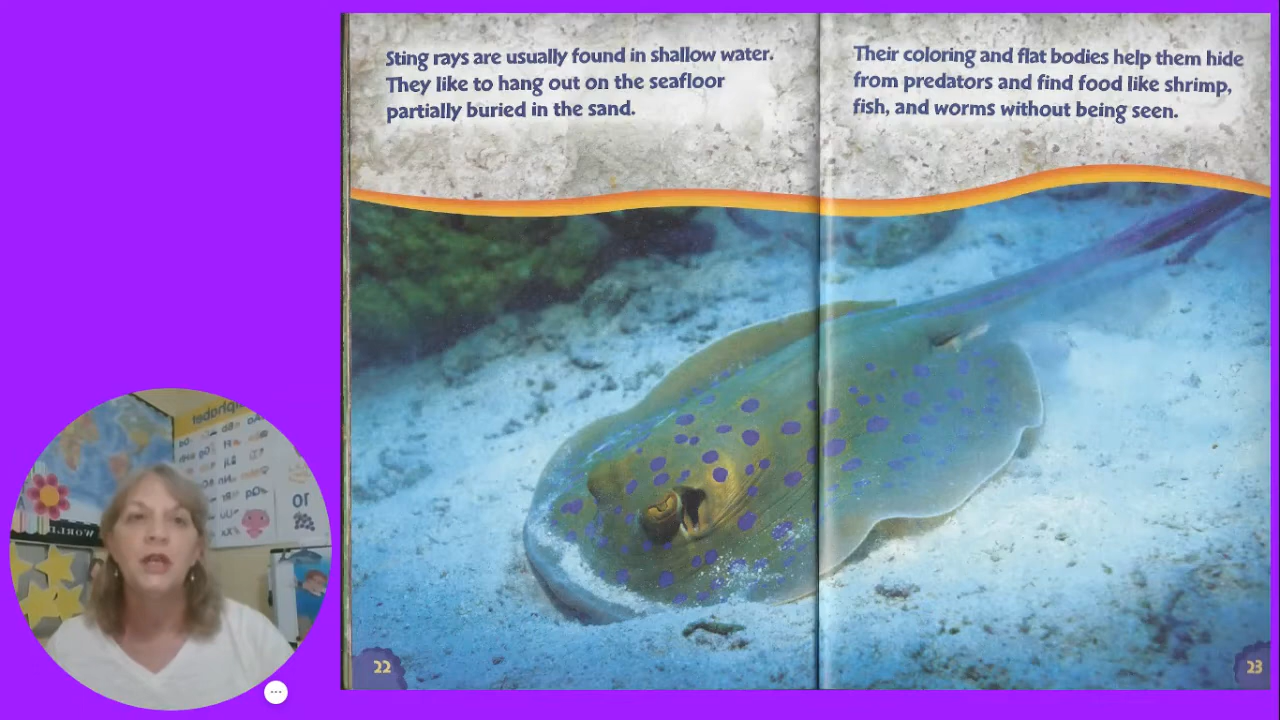 Sting rays are usually found in shallow water.
They like to hang out on the seafloor
partially buried in the sand.
Their coloring and flat bodies help them hide
from predators and find food like shrimp,
fish, and worms without being seen.
22
23
WORLD
10